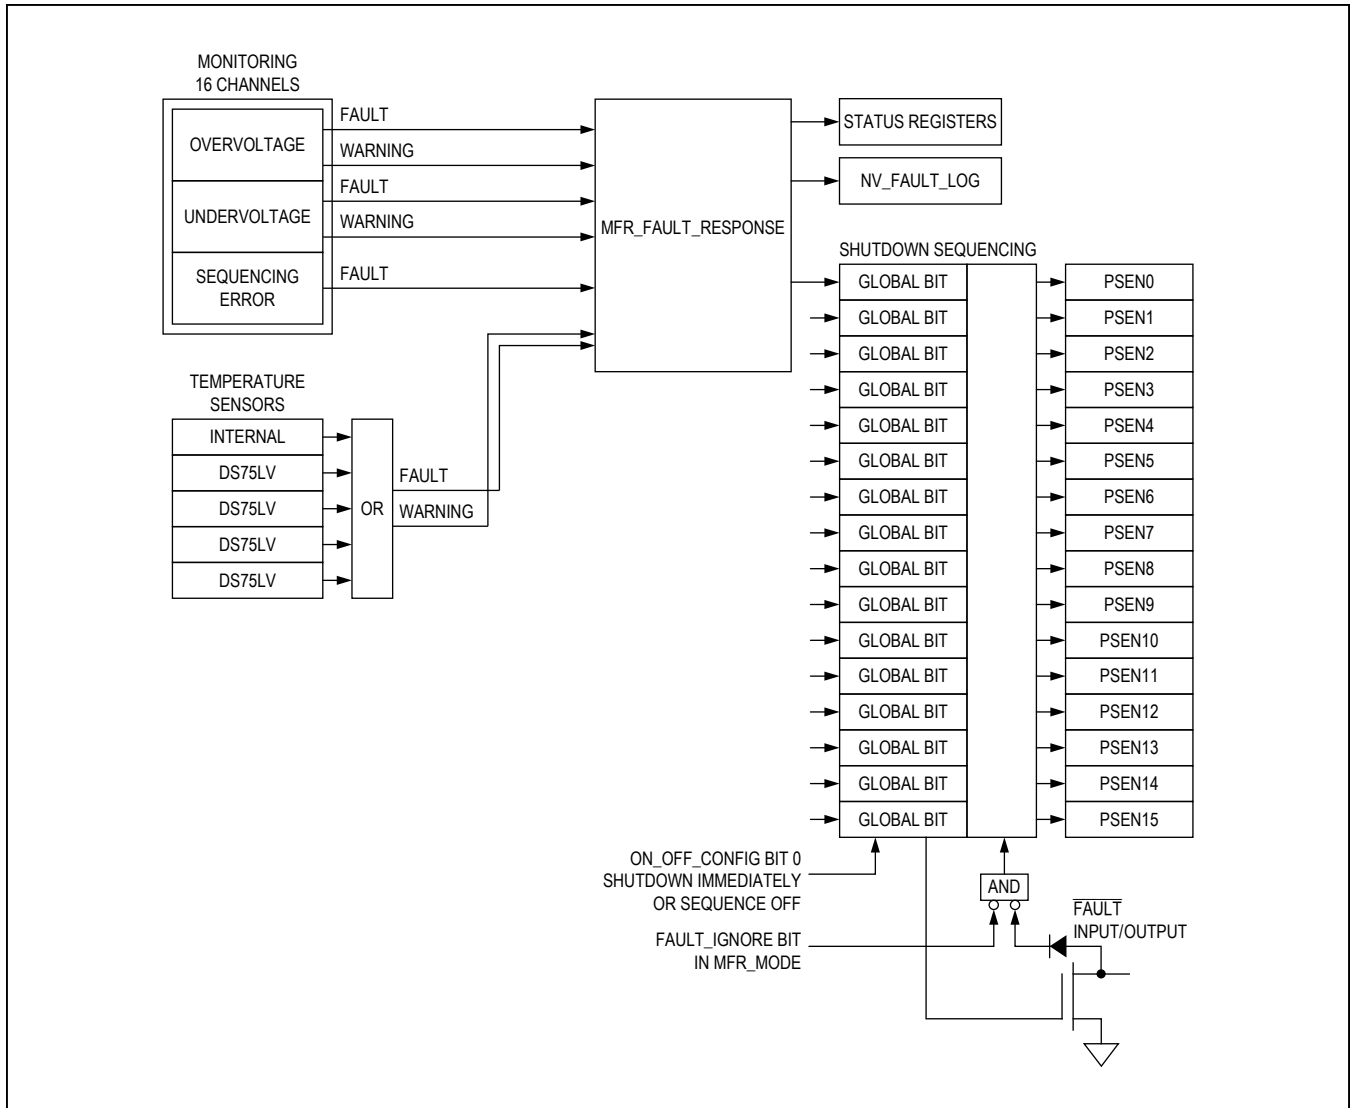 MONITORING
16 CHANNELS
OVERVOLTAGE
UNDERVOLTAGE
SEQUENCING
ERROR
FAULT
WARNING
FAULT
WARNING
FAULT
TEMPERATURE
SENSORS
INTERNAL
DS75LV
DS75LV
DS75LV
DS75LV
OR
FAULT
WARNING
MFR_FAULT_RESPONSE
STATUS REGISTERS
NV_FAULT_LOG
SHUTDOWN SEQUENCING
GLOBAL BIT PSEN0
GLOBAL BIT PSEN1
GLOBAL BIT PSEN2
GLOBAL BIT PSEN3
GLOBAL BIT PSEN4
GLOBAL BIT PSEN5
GLOBAL BIT PSEN6
GLOBAL BIT PSEN7
GLOBAL BIT PSEN8
GLOBAL BIT PSEN9
GLOBAL BIT PSEN10
GLOBAL BIT PSEN11
GLOBAL BIT PSEN12
GLOBAL BIT PSEN13
GLOBAL BIT PSEN14
GLOBAL BIT PSEN15
ON_OFF_CONFIG BIT 0
SHUTDOWN IMMEDIATELY
OR SEQUENCE OFF
FAULT_IGNORE BIT
IN MFR_MODE
AND
FAULT
INPUT/OUTPUT